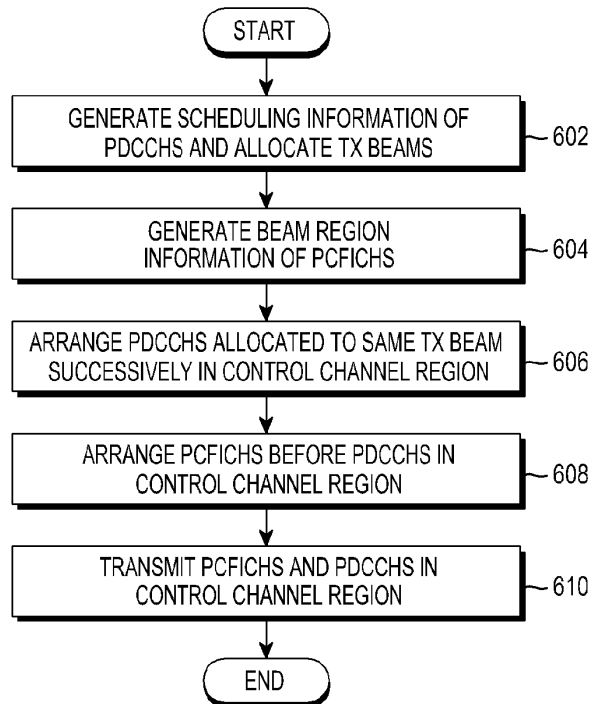 START
GENERATE SCHEDULING INFORMATION OF
PDCCHS AND ALLOCATE TX BEAMS
602
GENERATE BEAM REGION
INFORMATION OF PCFICHS
604
ARRANGE PDCCHS ALLOCATED TO SAME TX BEAM
SUCCESSIVELY IN CONTROL CHANNEL REGION
606
ARRANGE PCFICHS BEFORE PDCCHS IN
CONTROL CHANNEL REGION
608
TRANSMIT PCFICHS AND PDCCHS IN
CONTROL CHANNEL REGION
610
END